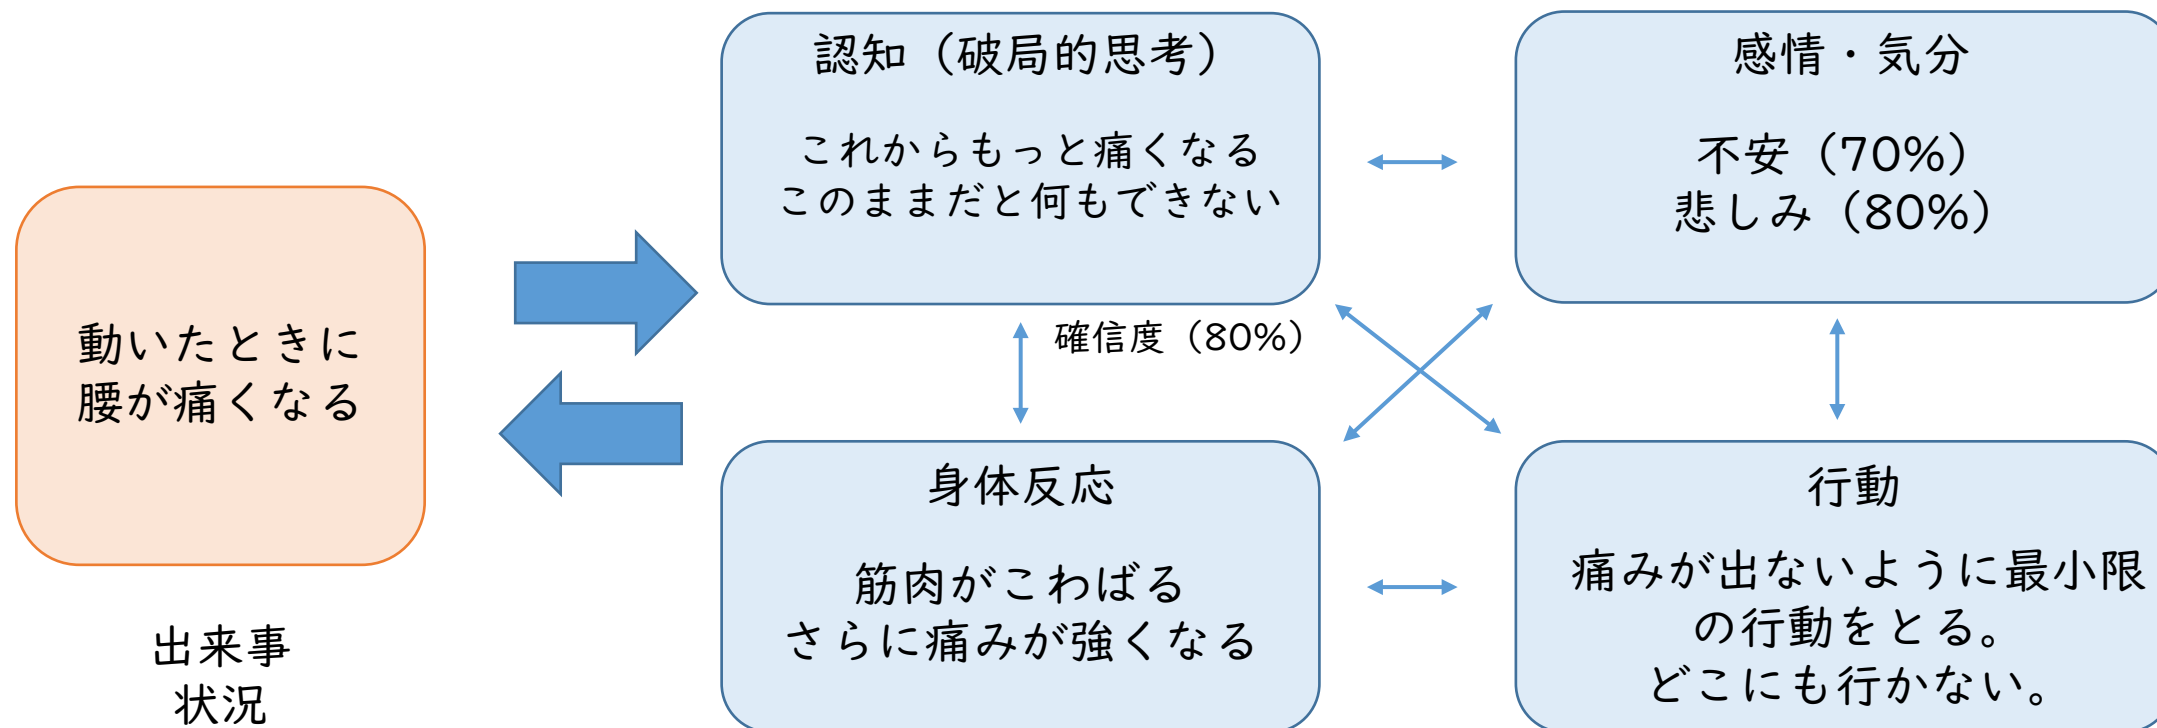 認知（破局的思考）
これからもっと痛くなる
このままだと何もできない
感情・気分
不安（70%）
悲しみ（80%）
動いたときに
腰が痛くなる
確信度（80%）
身体反応
筋肉がこわばる
さらに痛みが強くなる
行動
痛みが出ないように最小限
の行動をとる。
どこにも行かない。
出来事
状況